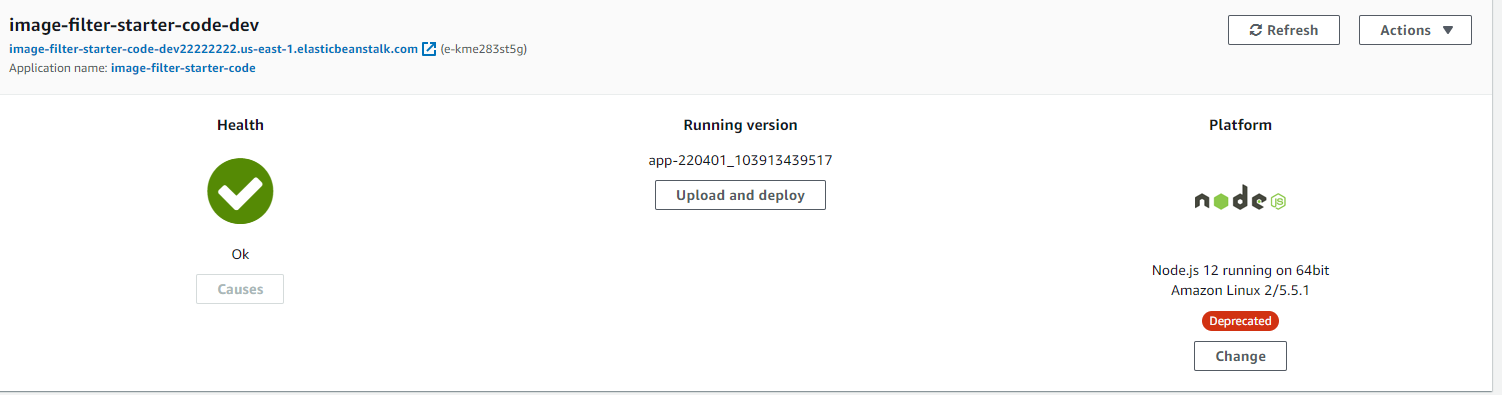 image-filter-starter-code-dev
image-filter-starter-code-dev22222222.us-east-1.elasticbeanstalk.com (e-kme283st5g)
Application name: image-filter-starter-code
Refresh
Actions
Health
Ok
Causes
Running version
app-220401_103913439517
Upload and deploy
Platform
node JS
Node.js 12 running on 64bit
Amazon Linux 2/5.5.1
Deprecated
Change